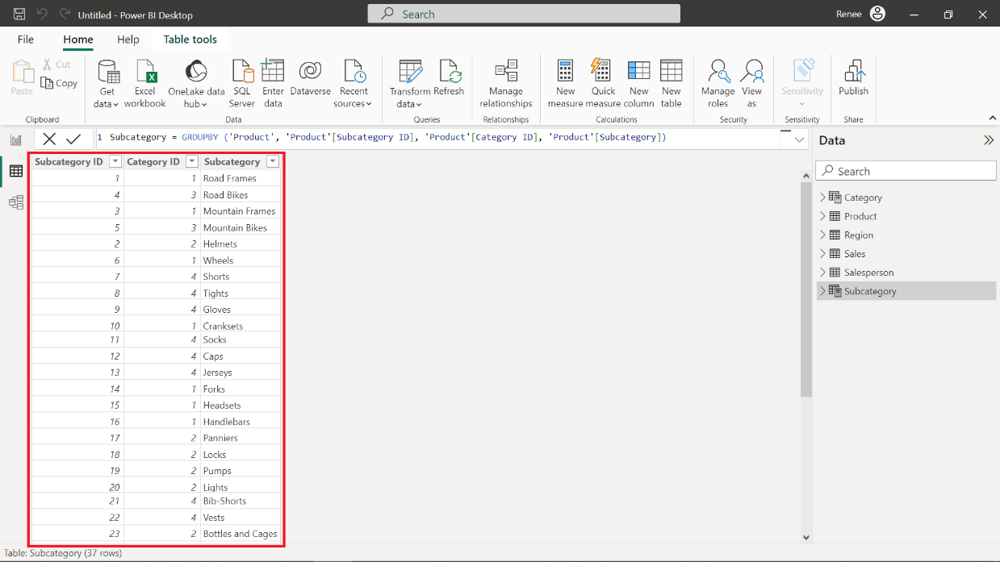 Untitled - Power BI Desktop
Search
Renee
File
Home
Help
Table tools
Paste
Cut
Copy
Get data
Excel workbook
OneLake data hub
SQL Server
Enter data
Dataverse
Recent sources
Transform data
Refresh
Manage relationships
New measure
Quick measure
New column
New table
Manage roles
View as
Sensitivity
Publish
Clipboard
Data
Queries
Relationships
Calculations
Security
Sensitivity
Share
1 Subcategory = GROUPBY ('Product', 'Product'[Subcategory ID], 'Product'[Category ID], 'Product'[Subcategory])
Subcategory ID Category ID Subcategory
1 1 Road Frames
4 3 Road Bikes
3 1 Mountain Frames
5 3 Mountain Bikes
2 2 Helmets
6 1 Wheels
7 4 Shorts
8 4 Tights
9 4 Gloves
10 1 Cranksets
11 4 Socks
12 4 Caps
13 4 Jerseys
14 1 Forks
15 1 Headsets
16 1 Handlebars
17 2 Panniers
18 2 Locks
19 2 Pumps
20 2 Lights
21 4 Bib-Shorts
22 4 Vests
23 2 Bottles and Cages
Data
Search
Category
Product
Region
Sales
Salesperson
Subcategory
Table: Subcategory (37 rows)